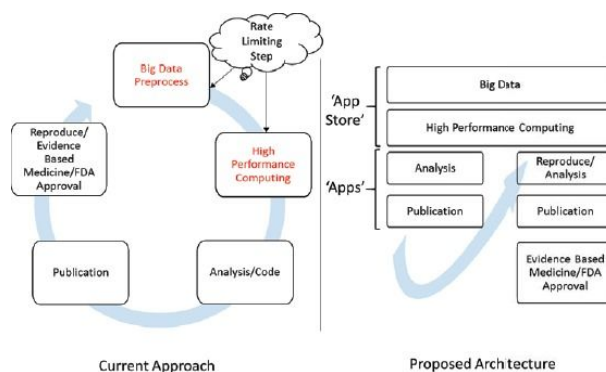 Rate
Limiting
Step
Big Data
Preprocess
High
Performance
Computing
Analysis/Code
Publication
Reproduce/
Evidence
Based
Medicine/FDA
Approval
Current Approach
'App
Store'
Big Data
High Performance Computing
'Apps'
Analysis
Reproduce/
Analysis
Publication
Publication
Evidence Based
Medicine/FDA
Approval
Proposed Architecture